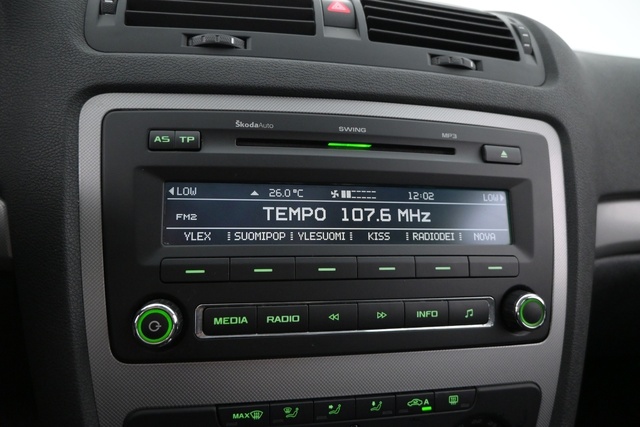 ŠkodaAuto SWING MP3
AS TP
LOW 26.0 °C 12:02 LOW
FM2 TEMPO 107.6 MHz
YLEX SUOMIPOP YLESUOMI KISS RADIODEI NOVA
MEDIA RADIO INFO
MAX A